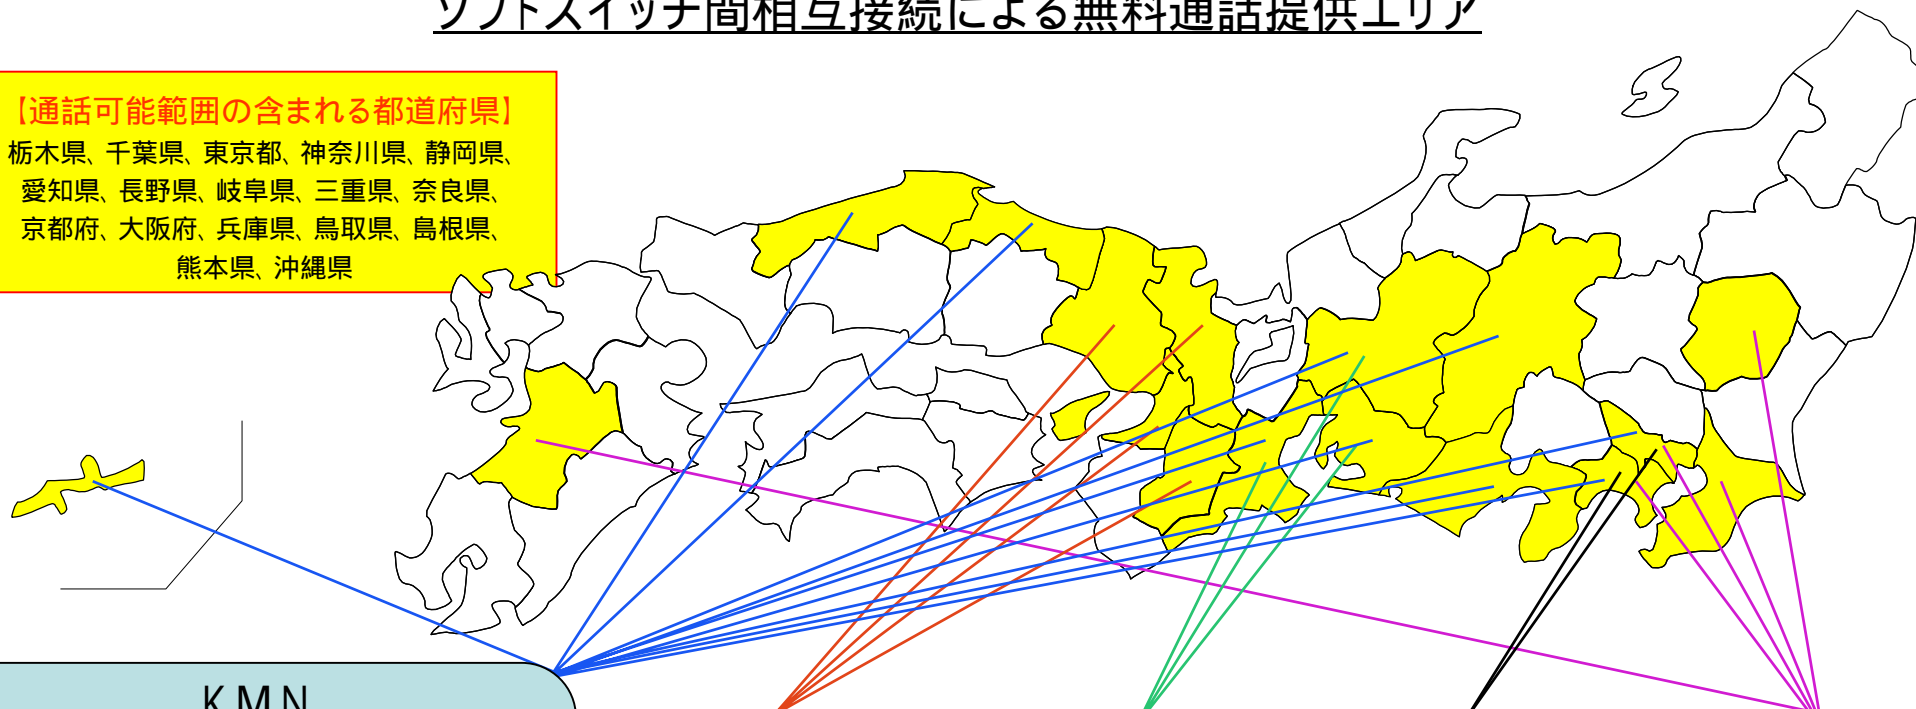 ソフトスイッチ間相互接続による無料通話提供エリア
【通話可能範囲の含まれる都道府県】
栃木県、千葉県、東京都、神奈川県、静岡県、
愛知県、長野県、岐阜県、三重県、奈良県、
京都府、大阪府、兵庫県、鳥取県、島根県、
熊本県、沖縄県
KMN